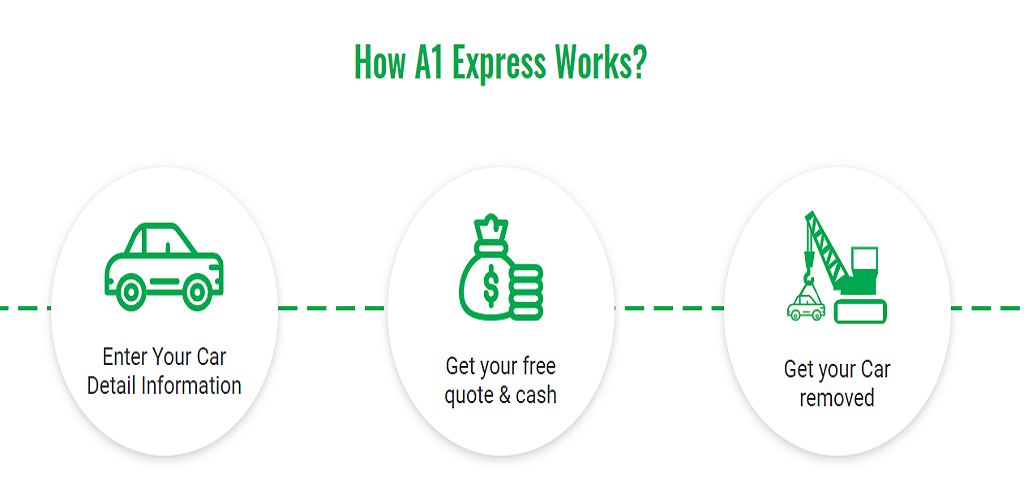 How A1 Express Works?
$
Enter Your Car
Detail Information
Get your free
quote & cash
Get your Car
removed